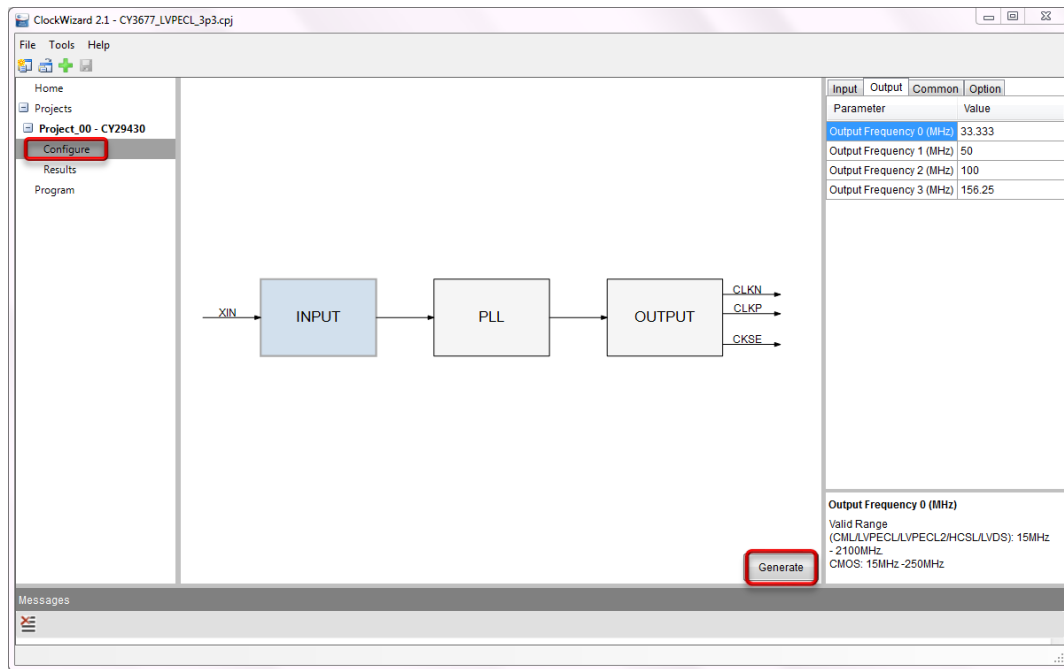 ClockWizard 2.1 - CY3677_LVPECL_3p3.cpj
File Tools Help
Home
Projects
Project_00 - CY29430
Configure
Results
Program
XIN
INPUT
PLL
OUTPUT
CLKN
CLKP
CKSE
Generate
Input Output Common Option
Parameter Value
Output Frequency 0 (MHz) 33.333
Output Frequency 1 (MHz) 50
Output Frequency 2 (MHz) 100
Output Frequency 3 (MHz) 156.25
Output Frequency 0 (MHz)
Valid Range
(CML/LVPECL/LVPECL2/HCSL/LVDS): 15MHz
- 2100MHz.
CMOS: 15MHz -250MHz
Messages